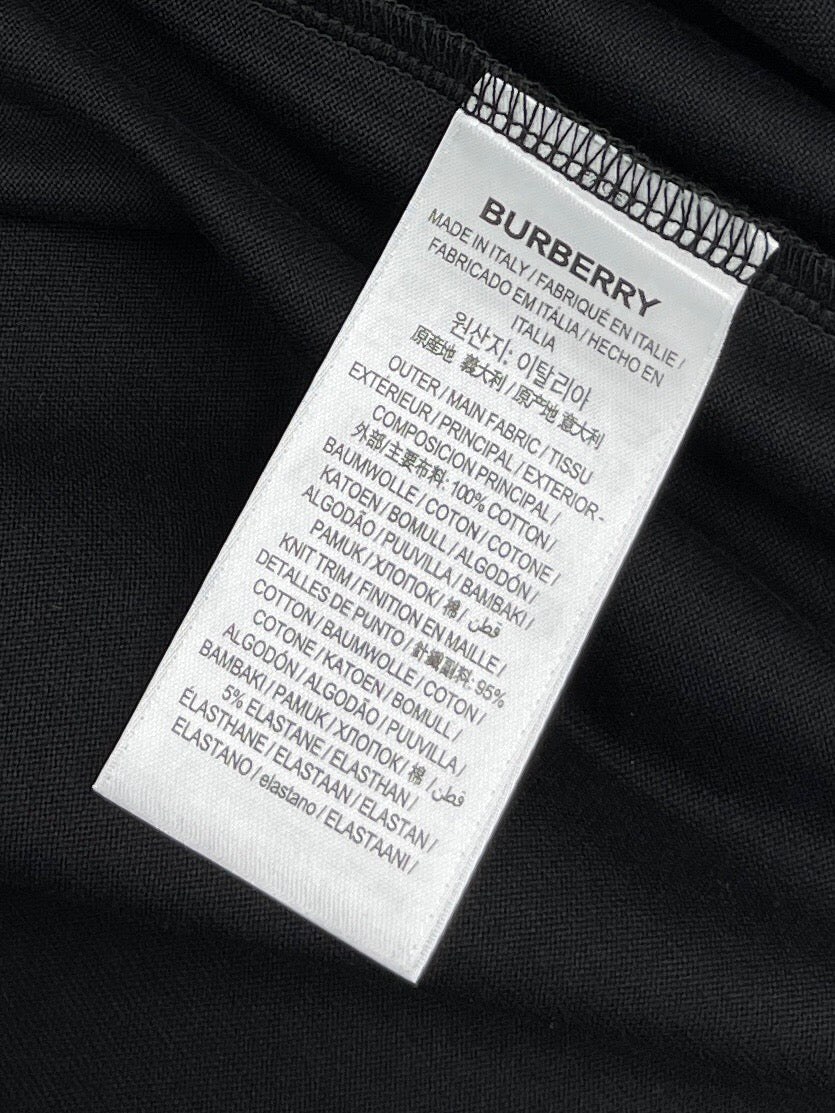 BURBERRY
MADE IN ITALY / FABRIQUÉ EN ITALIE /
FABRICADO EM ITÁLIA / HECHO EN
ITALIA
원산지: 이탈리아
原產地 義大利 / 原产地 意大利
OUTER / MAIN FABRIC / TISSU
EXTÉRIEUR / PRINCIPAL / EXTERIOR -
COMPOSICION PRINCIPAL /
外部/主要布料: 100% COTTON /
BAUMWOLLE / COTON / COTONE /
KATOEN / BOMULL / ALGODÓN /
ALGODÃO / PUUVILLA / BAMBAKI /
PAMUK / ХЛОПОК / 棉 / قطن
KNIT TRIM / FINITION EN MAILLE /
DETALLES DE PUNTO / 針織副料: 95%
COTTON / BAUMWOLLE / COTON /
COTONE / KATOEN / BOMULL /
ALGODÓN / ALGODÃO / PUUVILLA /
BAMBAKI / PAMUK / ХЛОПОК / 棉 / قطن
5% ELASTANE / ELASTHAN /
ÉLASTHANE / ELASTAAN / ELASTAN /
ELASTANO / elastano / ELASTAANI /